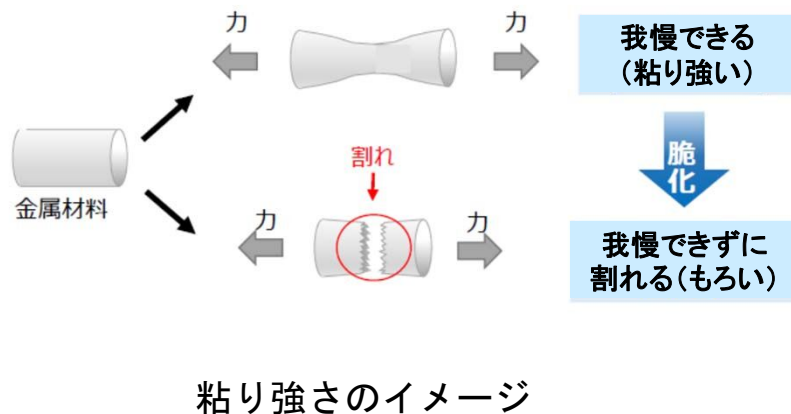 力
力
我慢できる
（粘り強い）
脆化
割れ
金属材料
力
力
我慢できずに
割れる（もろい）
粘り強さのイメージ